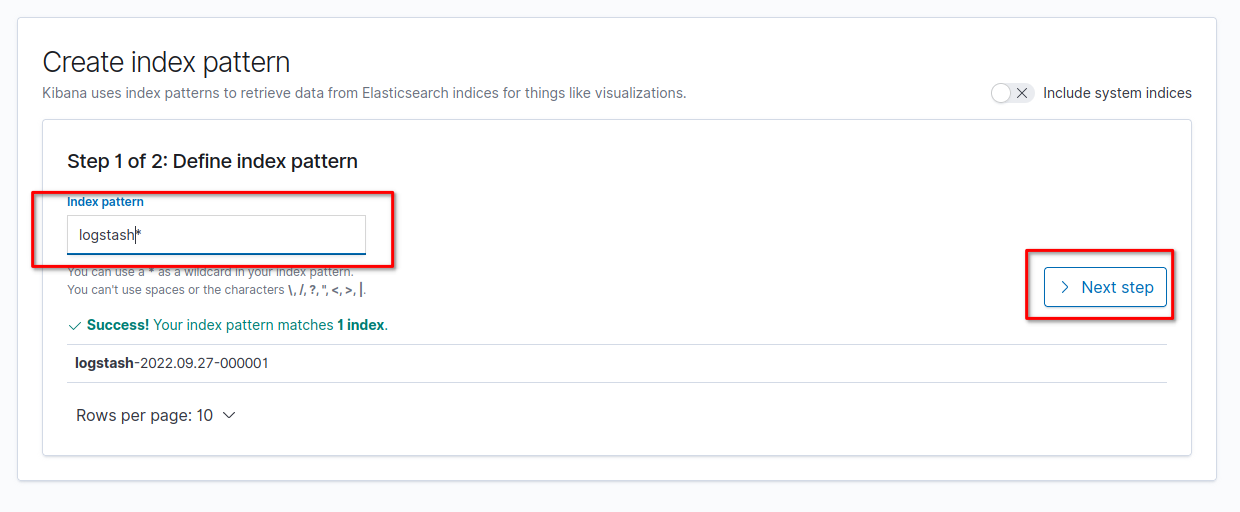 Create index pattern
Kibana uses index patterns to retrieve data from Elasticsearch indices for things like visualizations.
Include system indices
Step 1 of 2: Define index pattern
Index pattern
logstash*
You can use a * as a wildcard in your index pattern.
You can't use spaces or the characters \, /, ?, ", <, >, |.
Next step
Success! Your index pattern matches 1 index.
logstash-2022.09.27-000001
Rows per page: 10